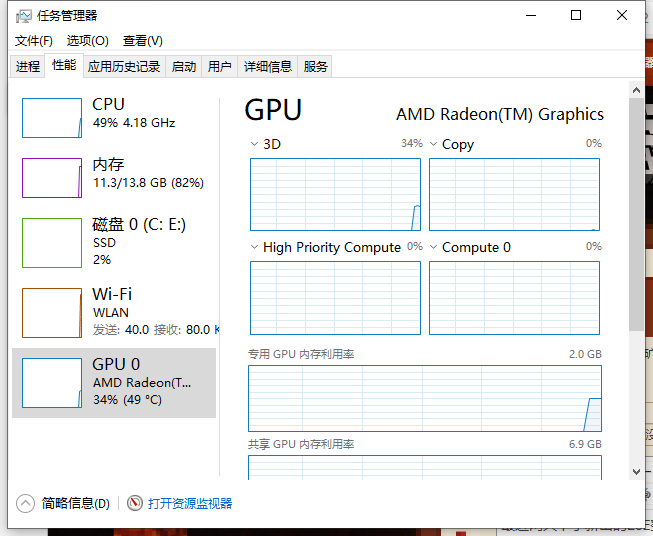 任务管理器
文件(F) 选项(O) 查看(V)
进程 性能 应用历史记录 启动 用户 详细信息 服务
CPU
49% 4.18 GHz
内存
11.3/13.8 GB (82%)
磁盘 0 (C: E:)
SSD
2%
Wi-Fi
WLAN
发送: 40.0 接收: 80.0 K
GPU 0
AMD Radeon(T...
34% (49 °C)
GPU AMD Radeon(TM) Graphics
3D 34% Copy 0%
High Priority Compute 0% Compute 0 0%
专用 GPU 内存利用率 2.0 GB
共享 GPU 内存利用率 6.9 GB
简略信息(D) 打开资源监视器